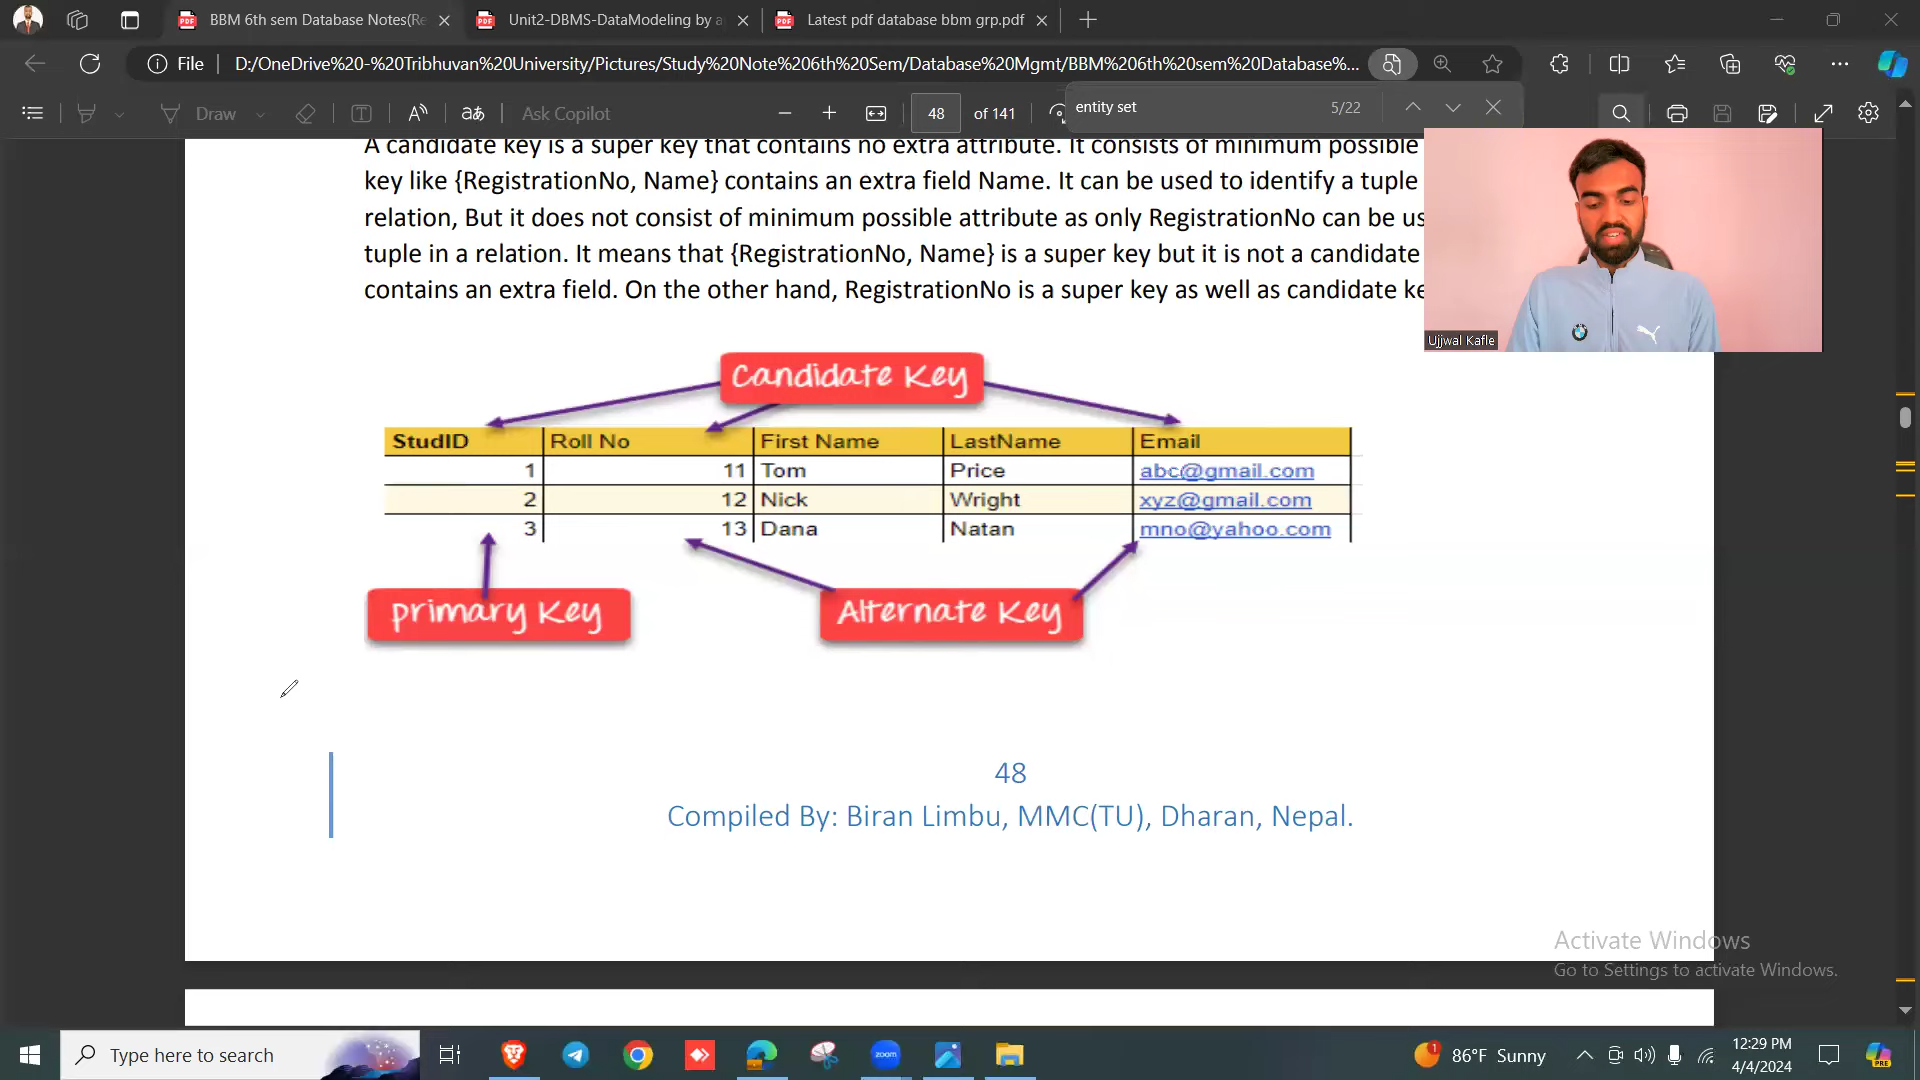 BBM 6th sem Database Notes(Re
Unit2-DBMS-DataModeling by a
Latest pdf database bbm grp.pdf
File
D:/OneDrive%20-%20Tribhuvan%20University/Pictures/Study%20Note%206th%20Sem/Database%20Mgmt/BBM%206th%20sem%20Database%...
Draw
aあ
Ask Copilot
48
of 141
entity set
5/22
A candidate key is a super key that contains no extra attribute. It consists of minimum possible
key like {RegistrationNo, Name} contains an extra field Name. It can be used to identify a tuple
relation, But it does not consist of minimum possible attribute as only RegistrationNo can be us
tuple in a relation. It means that {RegistrationNo, Name} is a super key but it is not a candidate
contains an extra field. On the other hand, RegistrationNo is a super key as well as candidate ke
Ujjwal Kafle
Candidate Key
StudID Roll No First Name LastName Email
1 11 Tom Price abc@gmail.com
2 12 Nick Wright xyz@gmail.com
3 13 Dana Natan mno@yahoo.com
Primary Key
Alternate Key
48
Compiled By: Biran Limbu, MMC(TU), Dharan, Nepal.
Activate Windows
Go to Settings to activate Windows.
Type here to search
zoom
1
86°F Sunny
12:29 PM
4/4/2024
PRE